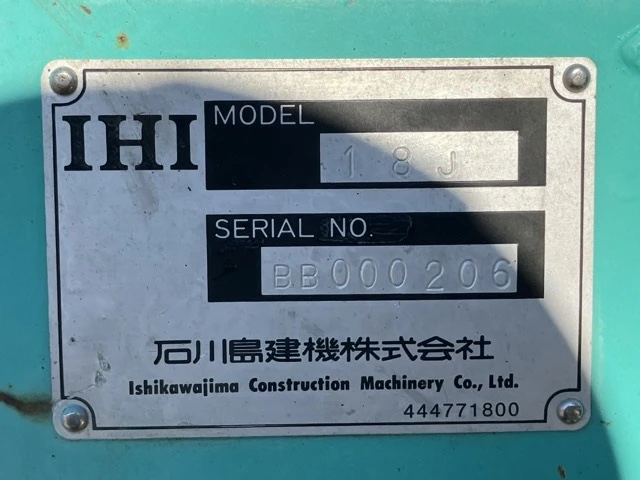 IHI
MODEL
18J
SERIAL NO.
BB000206
石川島建機株式会社
Ishikawajima Construction Machinery Co., Ltd.
444771800